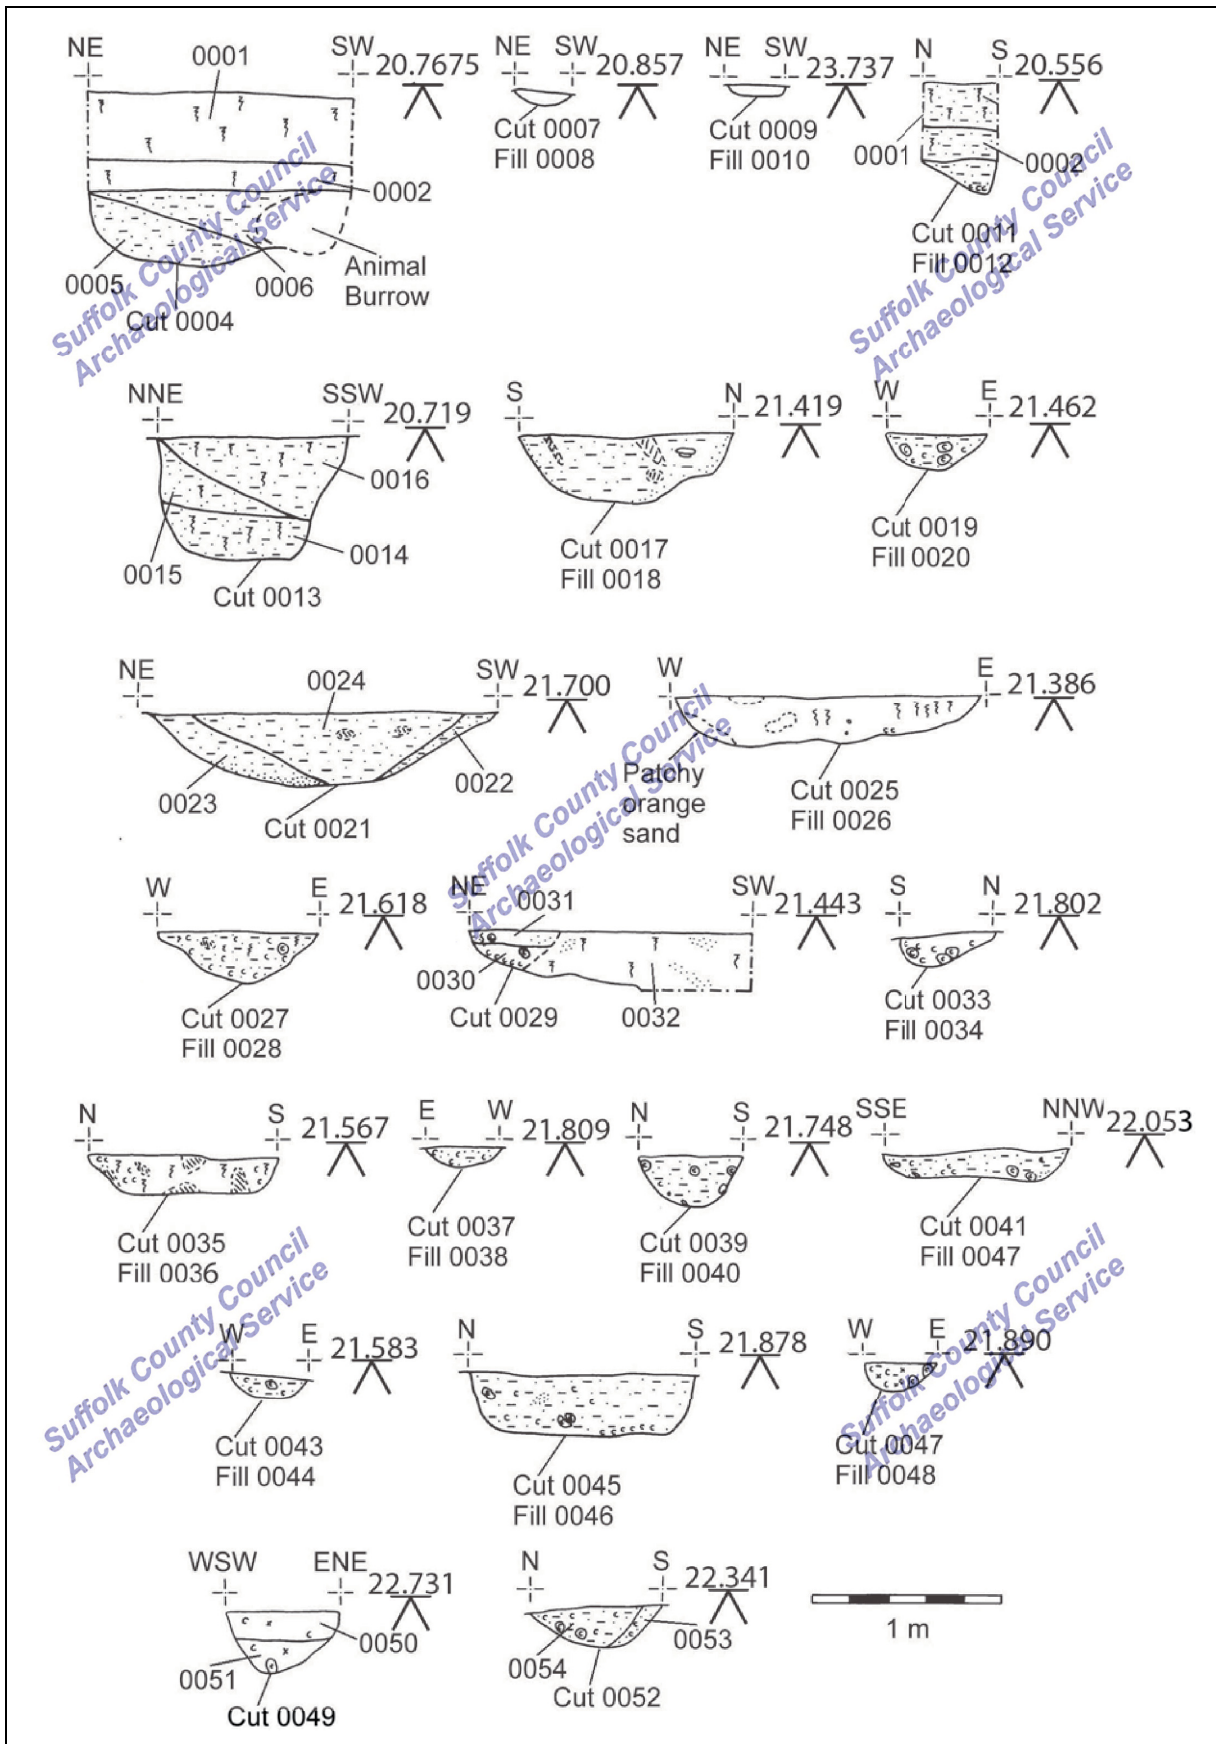 NE
SW
20.7675
0001
0002
0005
0006
Animal
Burrow
Cut 0004
NE
SW
20.857
Cut 0007
Fill 0008
NE
SW
23.737
Cut 0009
Fill 0010
N
S
20.556
0001
0002
Cut 0011
Fill 0012
Suffolk County Council
Archaeological Service
Suffolk County Council
Archaeological Service
NNE
SSW
20.719
0016
0015
0014
Cut 0013
S
N
21.419
Cut 0017
Fill 0018
W
E
21.462
Cut 0019
Fill 0020
NE
SW
21.700
0024
0023
0022
Cut 0021
W
E
21.386
Patchy
orange
sand
Cut 0025
Fill 0026
Suffolk County Council
Archaeological Service
W
E
21.618
Cut 0027
Fill 0028
NE
SW
21.443
0031
0030
Cut 0029
0032
S
N
21.802
Cut 0033
Fill 0034
N
S
21.567
Cut 0035
Fill 0036
E
W
21.809
Cut 0037
Fill 0038
N
S
21.748
Cut 0039
Fill 0040
SSE
NNW
22.053
Cut 0041
Fill 0047
Suffolk County Council
Archaeological Service
Suffolk County Council
Archaeological Service
W
E
21.583
Cut 0043
Fill 0044
N
S
21.878
Cut 0045
Fill 0046
W
E
21.890
Cut 0047
Fill 0048
WSW
ENE
22.731
0050
0051
Cut 0049
N
S
22.341
0053
0054
Cut 0052
1 m